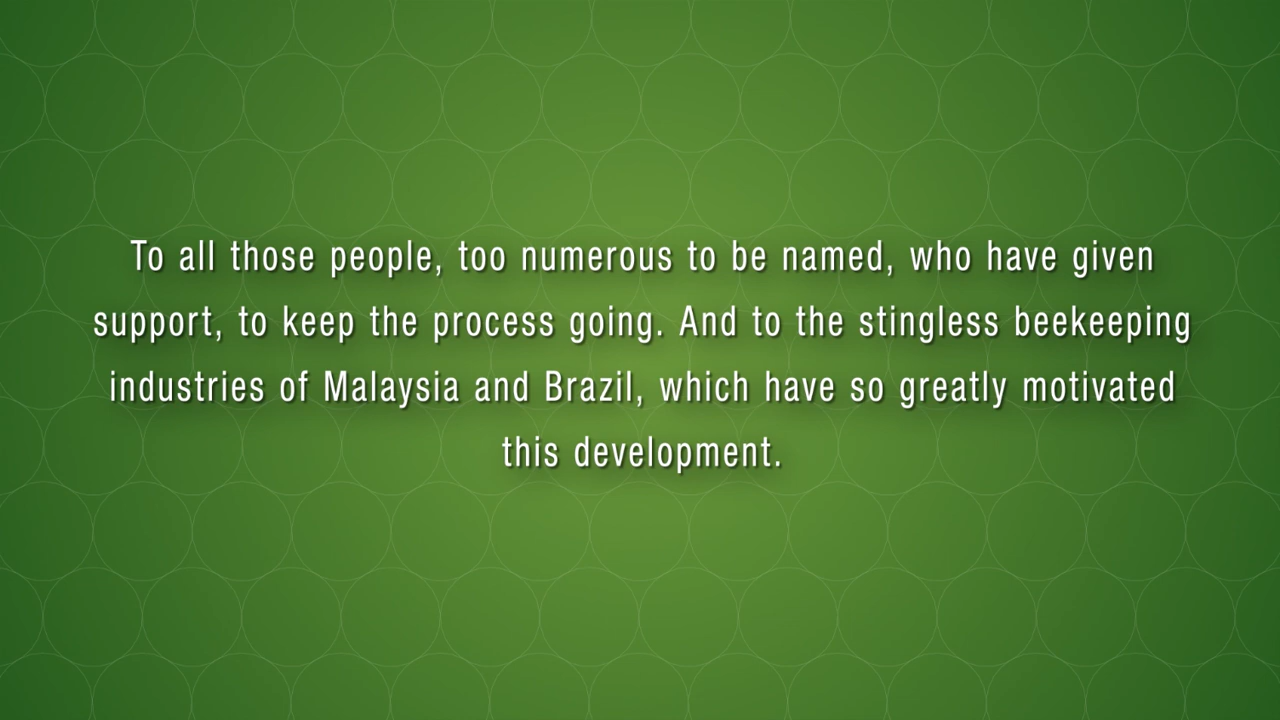 To all those people, too numerous to be named, who have given
support, to keep the process going. And to the stingless beekeeping
industries of Malaysia and Brazil, which have so greatly motivated
this development.